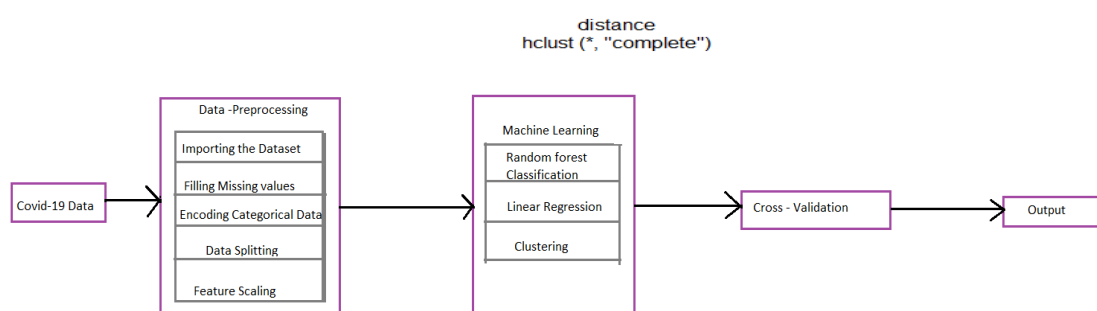 distance
hclust (*, "complete")
Covid-19 Data
Data -Preprocessing
Importing the Dataset
Filling Missing values
Encoding Categorical Data
Data Splitting
Feature Scaling
Machine Learning
Random forest
Classification
Linear Regression
Clustering
Cross - Validation
Output